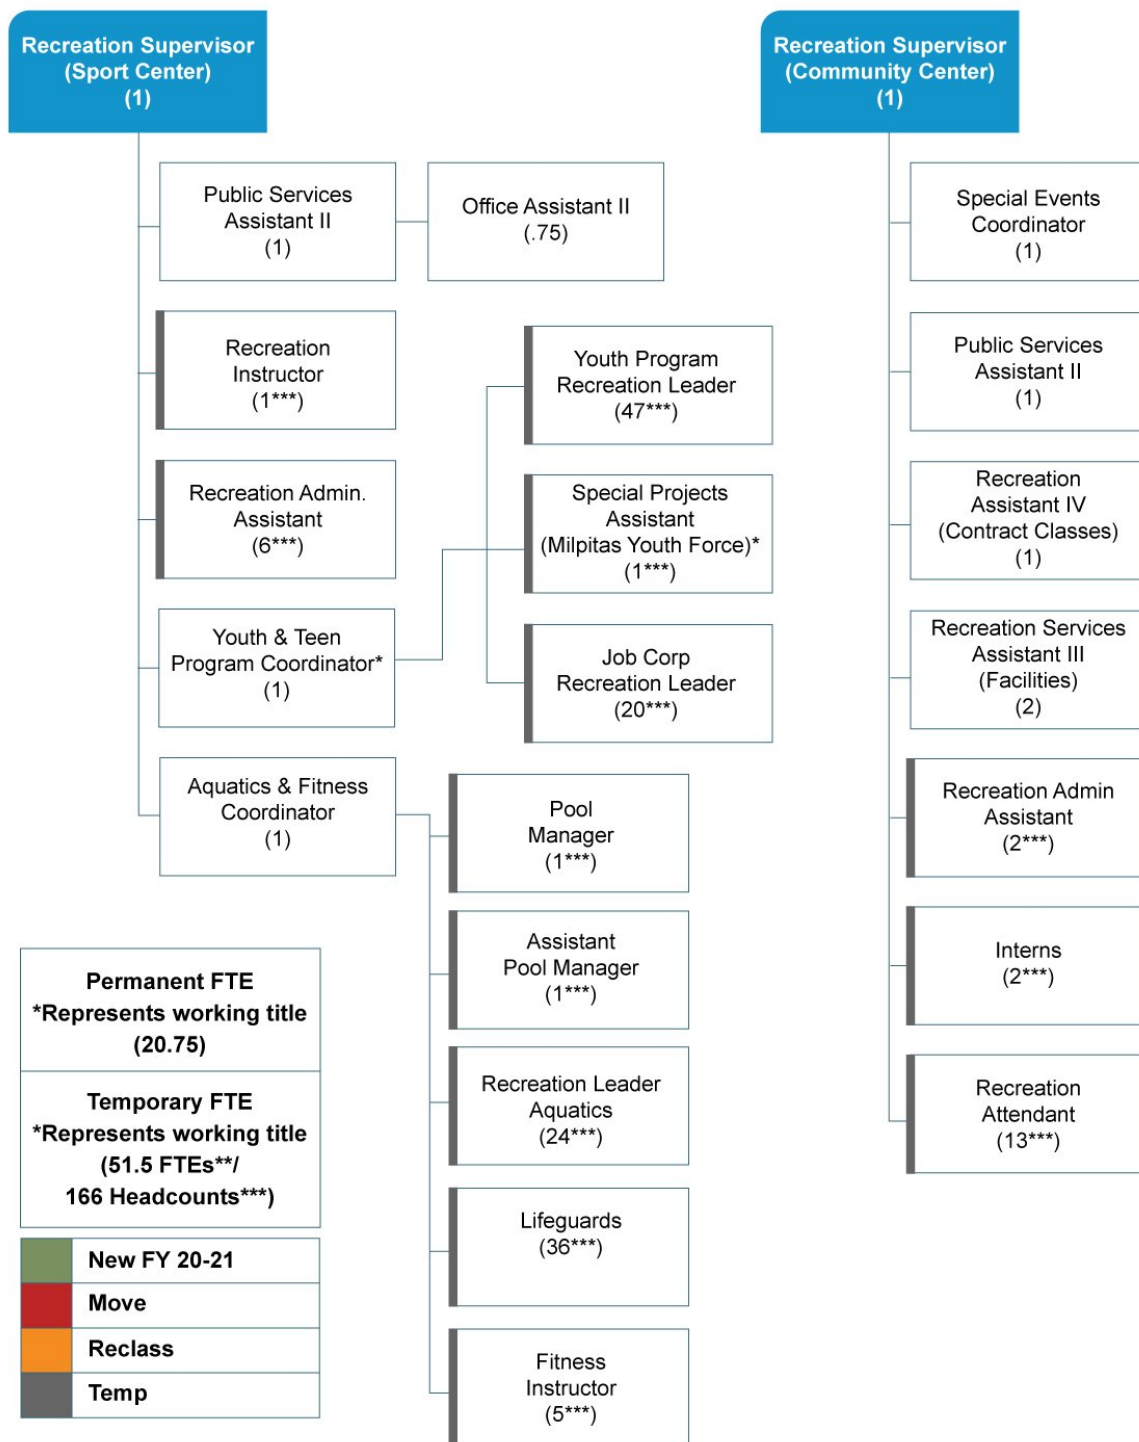 Recreation Supervisor
(Sport Center)
(1)
Public Services
Assistant II
(1)
Office Assistant II
(.75)
Recreation
Instructor
(1***)
Recreation Admin.
Assistant
(6***)
Youth & Teen
Program Coordinator*
(1)
Youth Program
Recreation Leader
(47***)
Special Projects
Assistant
(Milpitas Youth Force)*
(1***)
Job Corp
Recreation Leader
(20***)
Aquatics & Fitness
Coordinator
(1)
Pool
Manager
(1***)
Assistant
Pool Manager
(1***)
Recreation Leader
Aquatics
(24***)
Lifeguards
(36***)
Fitness
Instructor
(5***)
Recreation Supervisor
(Community Center)
(1)
Special Events
Coordinator
(1)
Public Services
Assistant II
(1)
Recreation
Assistant IV
(Contract Classes)
(1)
Recreation Services
Assistant III
(Facilities)
(2)
Recreation Admin
Assistant
(2***)
Interns
(2***)
Recreation
Attendant
(13***)
Permanent FTE
*Represents working title
(20.75)
Temporary FTE
*Represents working title
(51.5 FTEs**/
166 Headcounts***)
New FY 20-21
Move
Reclass
Temp